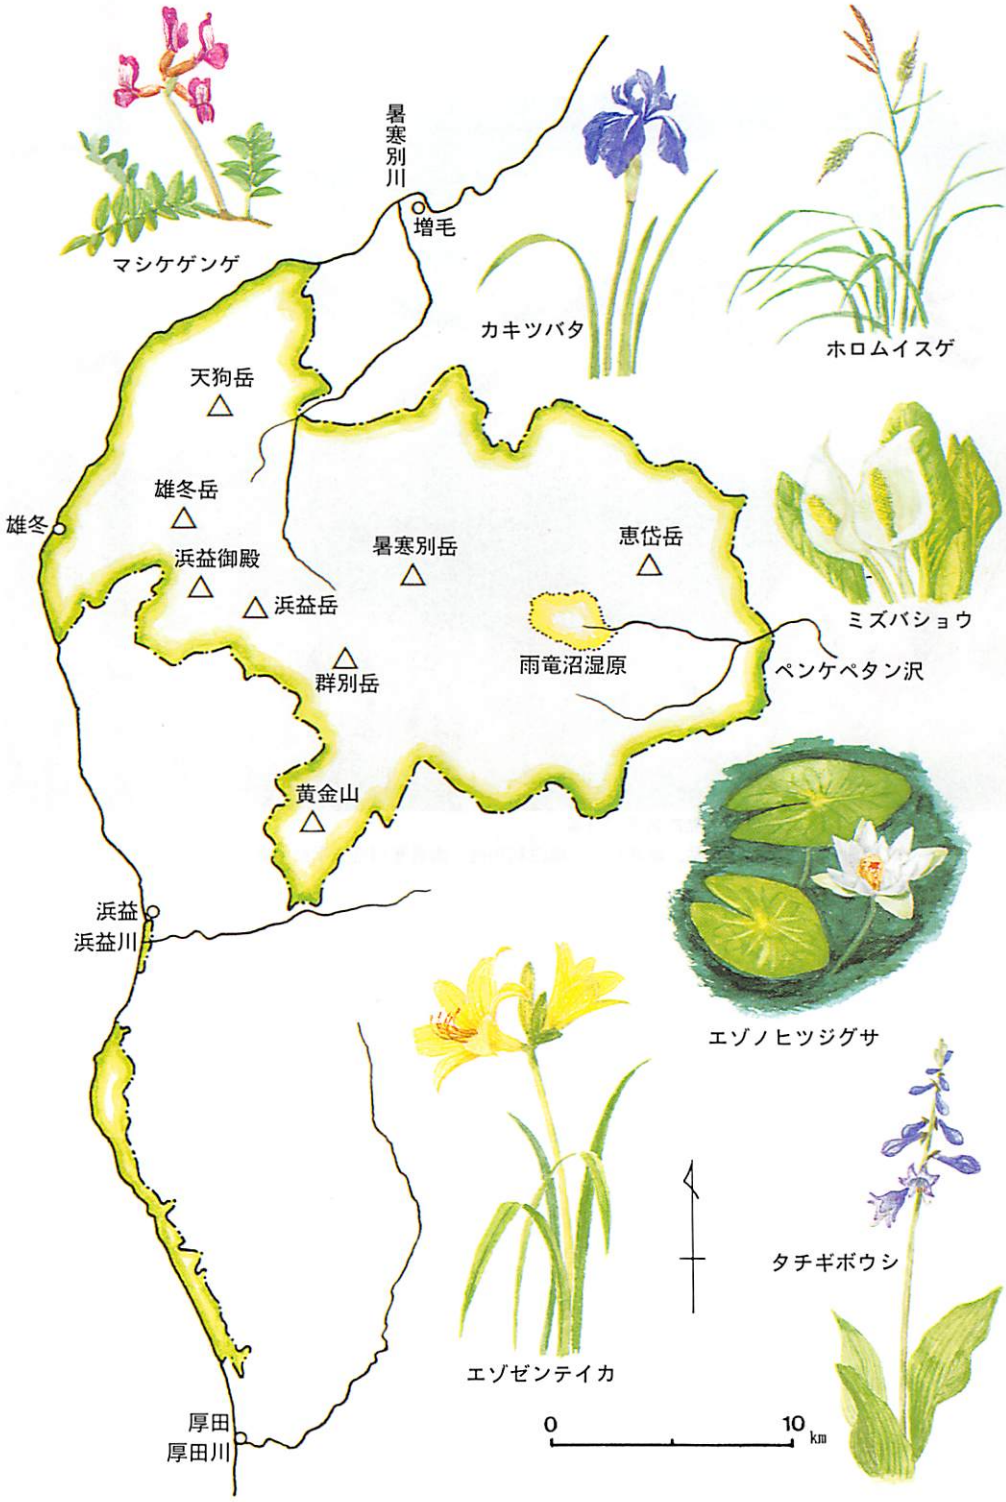 暑寒別川
増毛
マシケゲンゲ
カキツバタ
ホロムイスゲ
天狗岳
雄冬岳
雄冬
浜益御殿
暑寒別岳
恵岱岳
浜益岳
ミズバショウ
群別岳
雨竜沼湿原
ペンケペタン沢
黄金山
浜益
浜益川
エゾノヒツジグサ
タチギボウシ
エゾゼンテイカ
厚田
厚田川
0 10 km